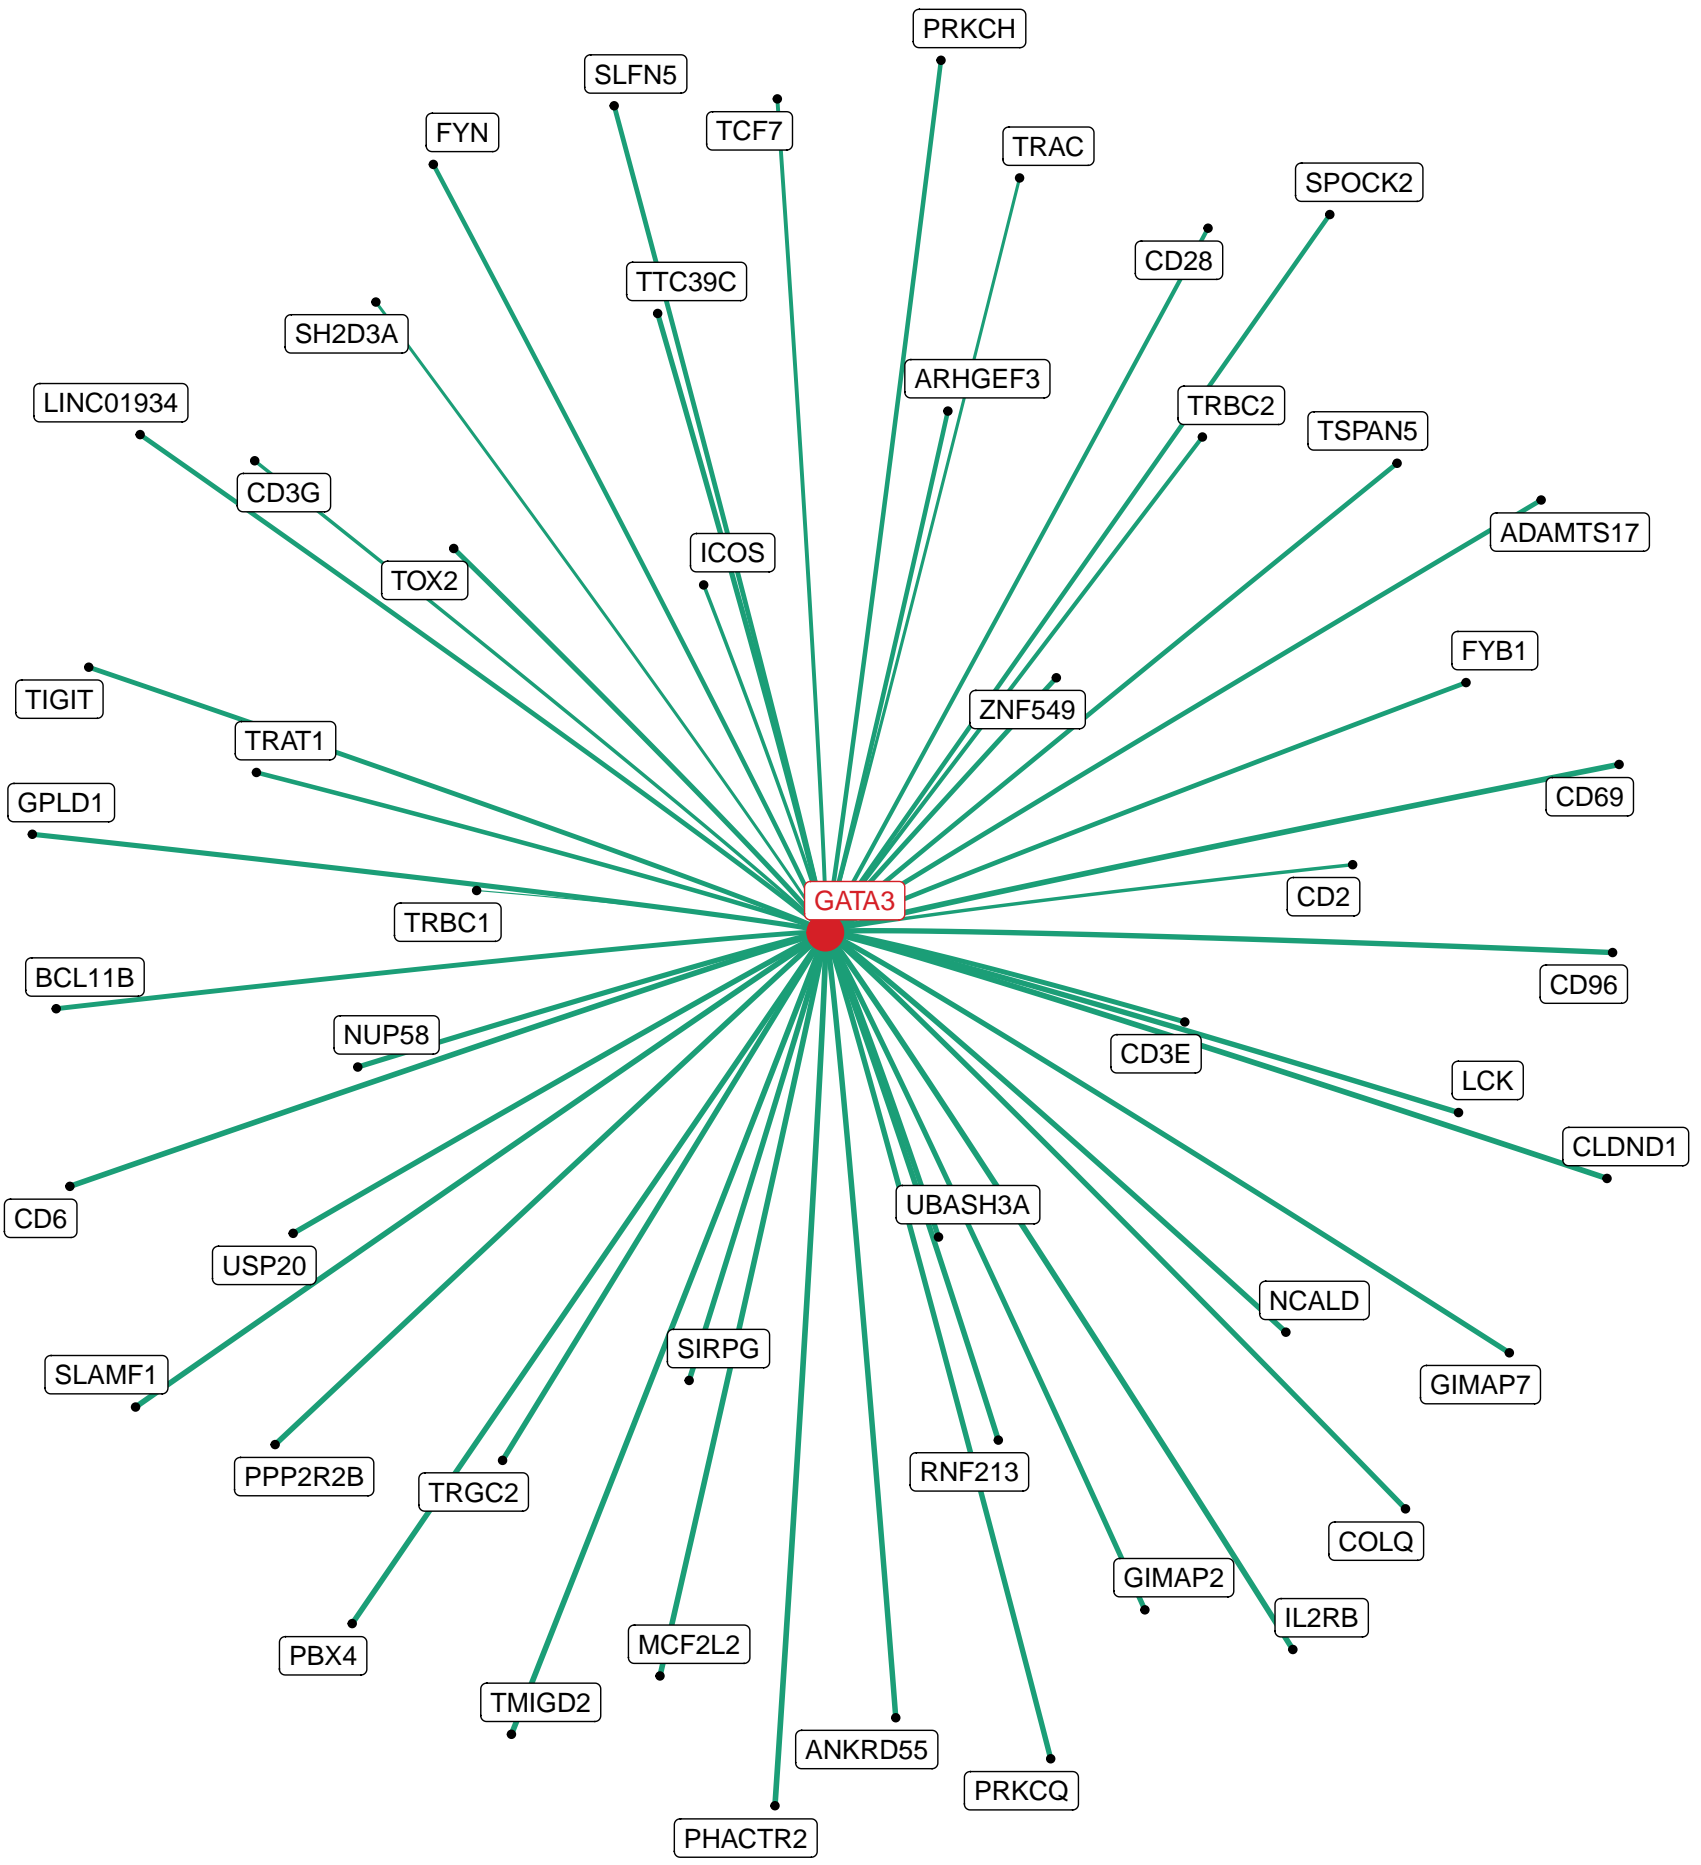 PRKCH
SLFN5
TCF7
FYN
TRAC
SPOCK2
CD28
TTC39C
SH2D3A
ARHGEF3
LINC01934
TRBC2
TSPAN5
CD3G
ADAMTS17
ICOS
TOX2
FYB1
TIGIT
ZNF549
TRAT1
CD69
GPLD1
CD2
GATA3
TRBC1
BCL11B
CD96
NUP58
CD3E
LCK
CLDND1
UBASH3A
CD6
USP20
NCALD
SIRPG
SLAMF1
GIMAP7
RNF213
PPP2R2B
TRGC2
COLQ
GIMAP2
IL2RB
MCF2L2
PBX4
TMIGD2
ANKRD55
PRKCQ
PHACTR2